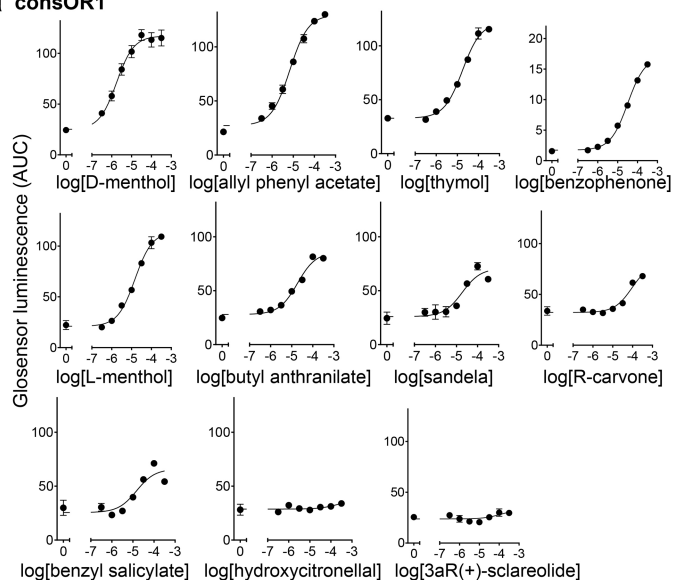 consOR1
Glosensor luminescence (AUC)
100
50
0
0 -7 -6 -5 -4 -3
log[D-menthol]
100
50
0
0 -7 -6 -5 -4 -3
log[allyl phenyl acetate]
100
50
0
0 -7 -6 -5 -4 -3
log[thymol]
20
15
10
5
0
0 -7 -6 -5 -4 -3
log[benzophenone]
100
50
0
0 -7 -6 -5 -4 -3
log[L-menthol]
100
50
0
0 -7 -6 -5 -4 -3
log[butyl anthranilate]
100
50
0
0 -7 -6 -5 -4 -3
log[sandela]
100
50
0
0 -7 -6 -5 -4 -3
log[R-carvone]
100
50
0
0 -7 -6 -5 -4 -3
log[benzyl salicylate]
100
50
0
0 -7 -6 -5 -4 -3
log[hydroxycitronellal]
100
50
0
0 -7 -6 -5 -4 -3
log[3aR(+)-sclareolide]